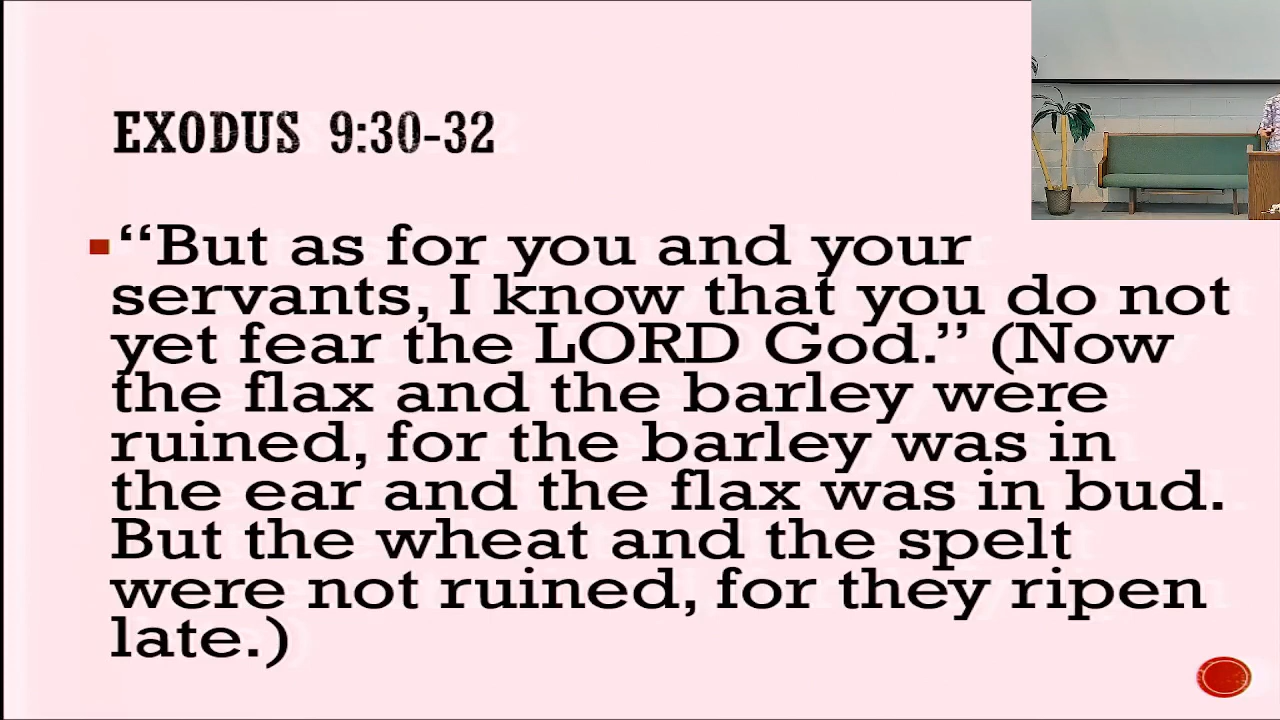 EXODUS 9:30-32
“But as for you and your
servants, I know that you do not
yet fear the LORD God.” (Now
the flax and the barley were
ruined, for the barley was in
the ear and the flax was in bud.
But the wheat and the spelt
were not ruined, for they ripen
late.)